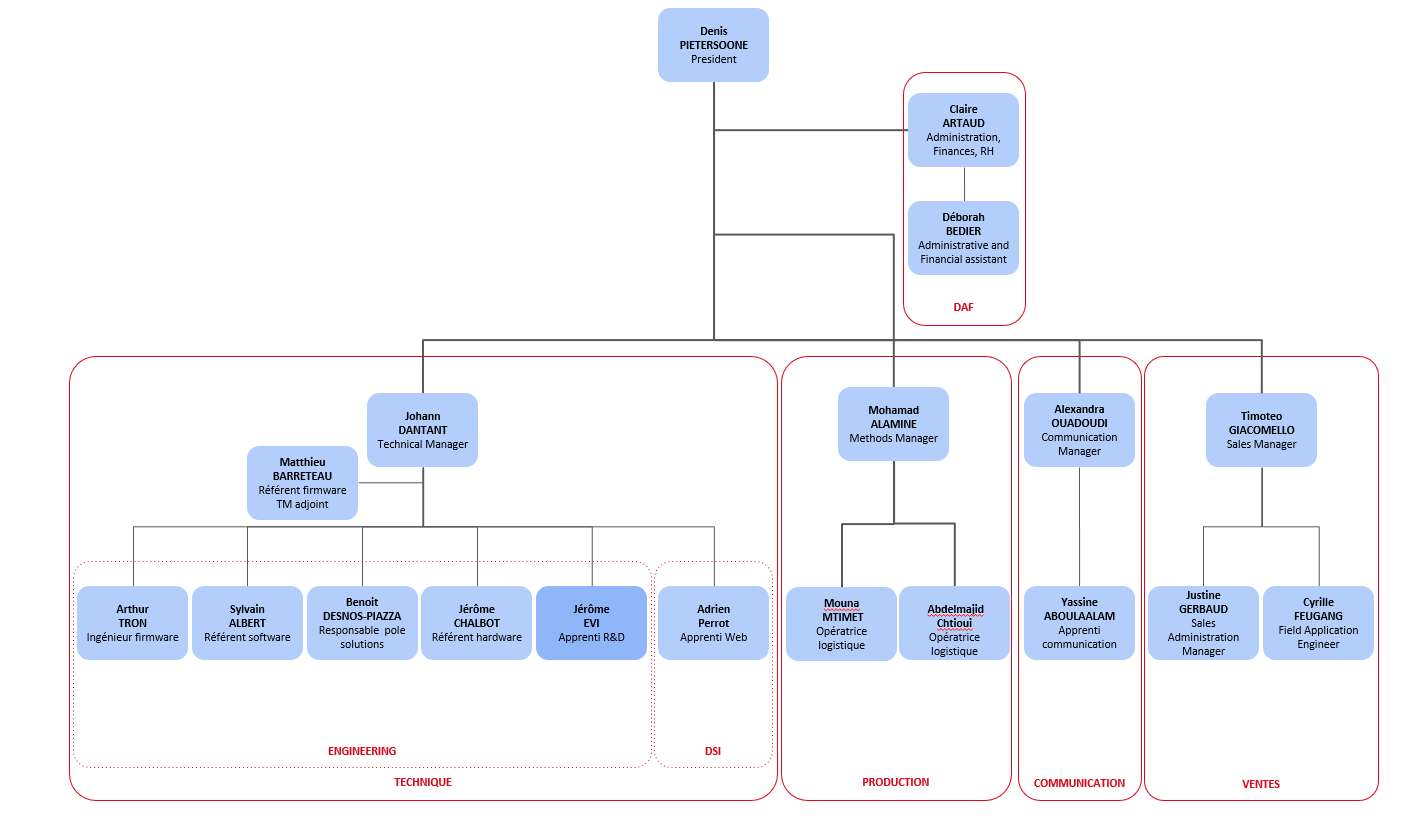 Denis
PIETERSOONE
President
Claire
ARTAUD
Administration,
Finances, RH
Déborah
BEDIER
Administrative and
Financial assistant
DAF
Johann
DANTANT
Technical Manager
Matthieu
BARRETEAU
Référent firmware
TM adjoint
Mohamad
ALAMINE
Methods Manager
Alexandra
OUADOUDI
Communication
Manager
Timoteo
GIACOMELLO
Sales Manager
Arthur
TRON
Ingénieur firmware
Sylvain
ALBERT
Référent software
Benoit
DESNOS-PIAZZA
Responsable pole
solutions
Jérôme
CHALBOT
Référent hardware
Jérôme
EVI
Apprenti R&D
Adrien
Perrot
Apprenti Web
Mouna
MTIMET
Opératrice
logistique
Abdelmajid
Chtioui
Opératrice
logistique
Yassine
ABOULAALAM
Apprenti
communication
Justine
GERBAUD
Sales
Administration
Manager
Cyrille
FEUGANG
Field Application
Engineer
ENGINEERING
DSI
TECHNIQUE
PRODUCTION
COMMUNICATION
VENTES